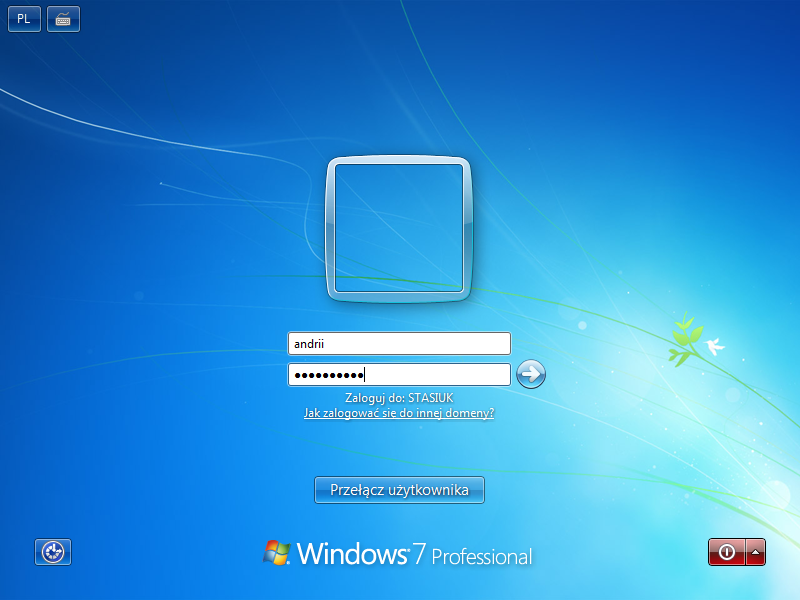 PL
andrii
●●●●●●●●●●
Zaloguj do: STASIUK
Jak zalogować się do innej domeny?
Przełącz użytkownika
Windows 7 Professional